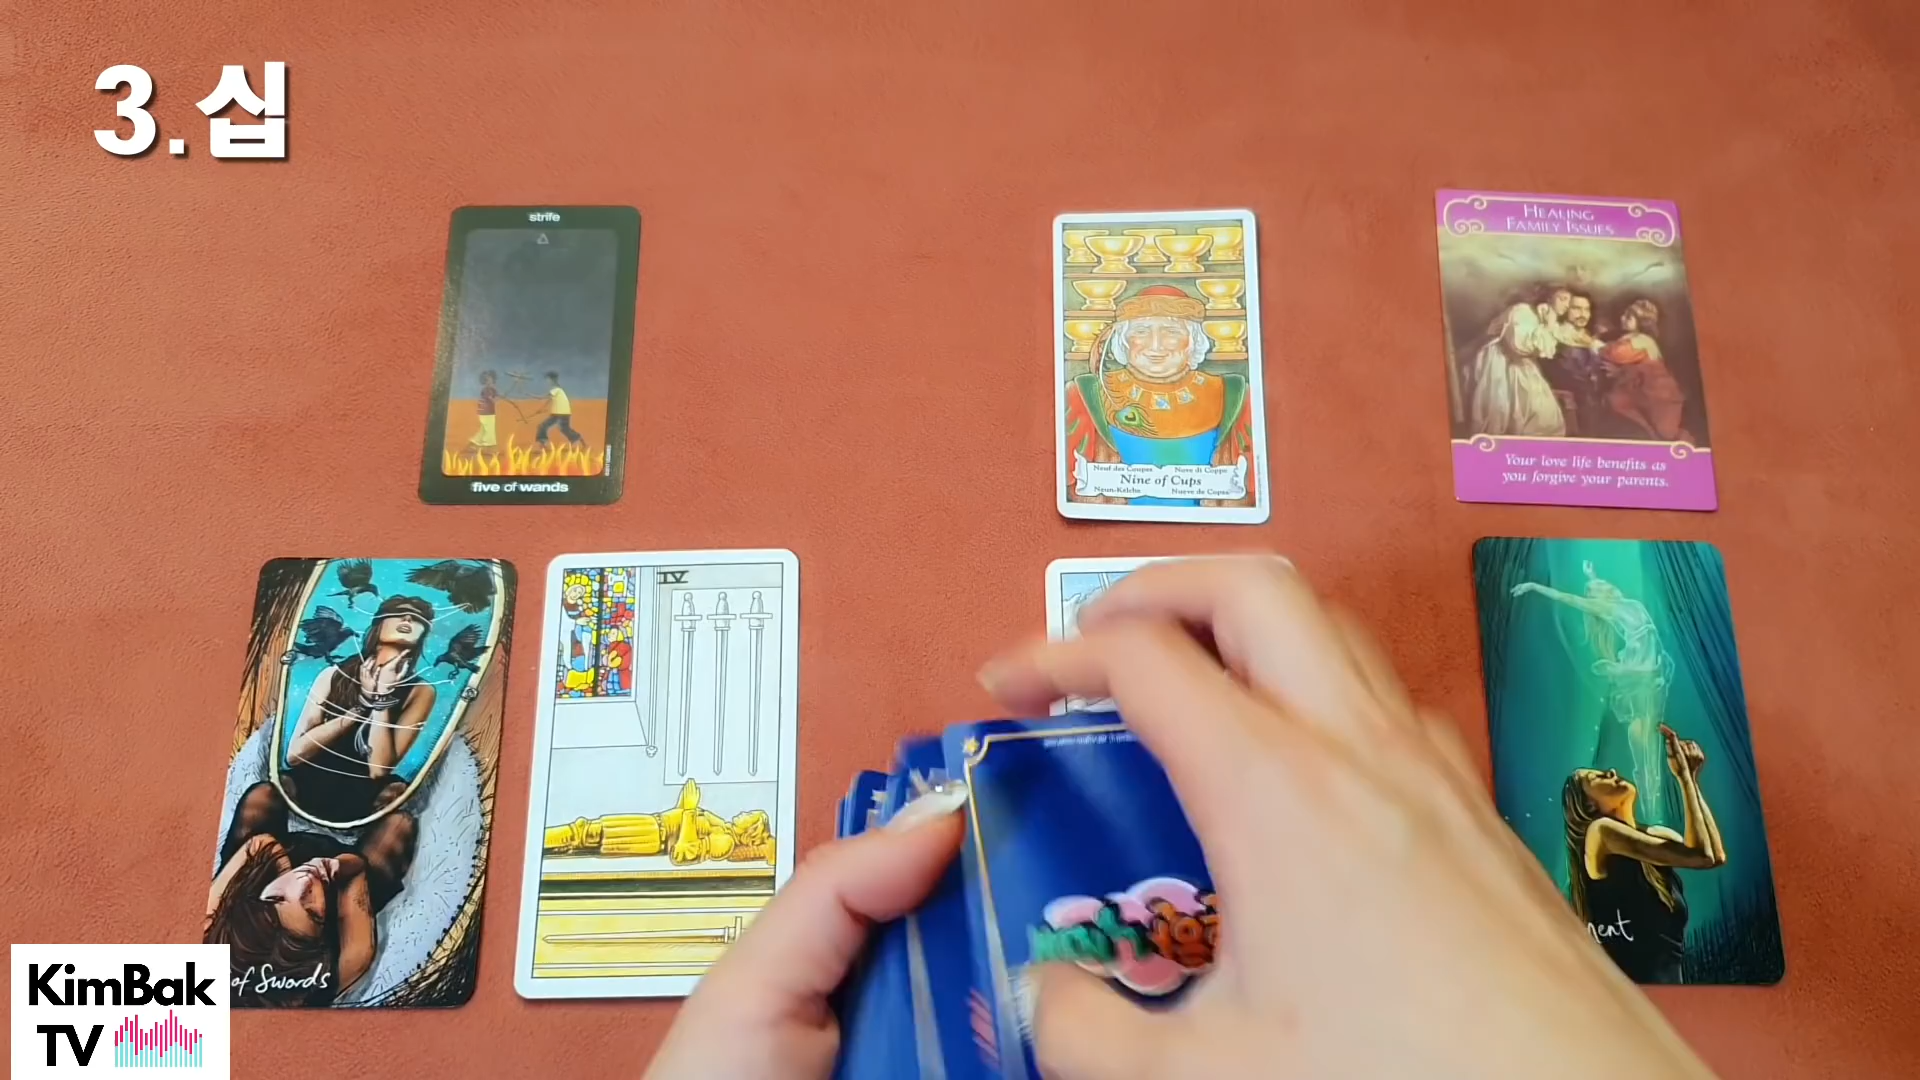 3.십
strife
five of wands
Neuf des Coupes
Nove di Coppe
Nine of Cups
Neun-Kelche
Nueve de Copas
HEALING
FAMILY ISSUES
Your love life benefits as
you forgive your parents.
of Swords
IV
ment
KimBak
TV